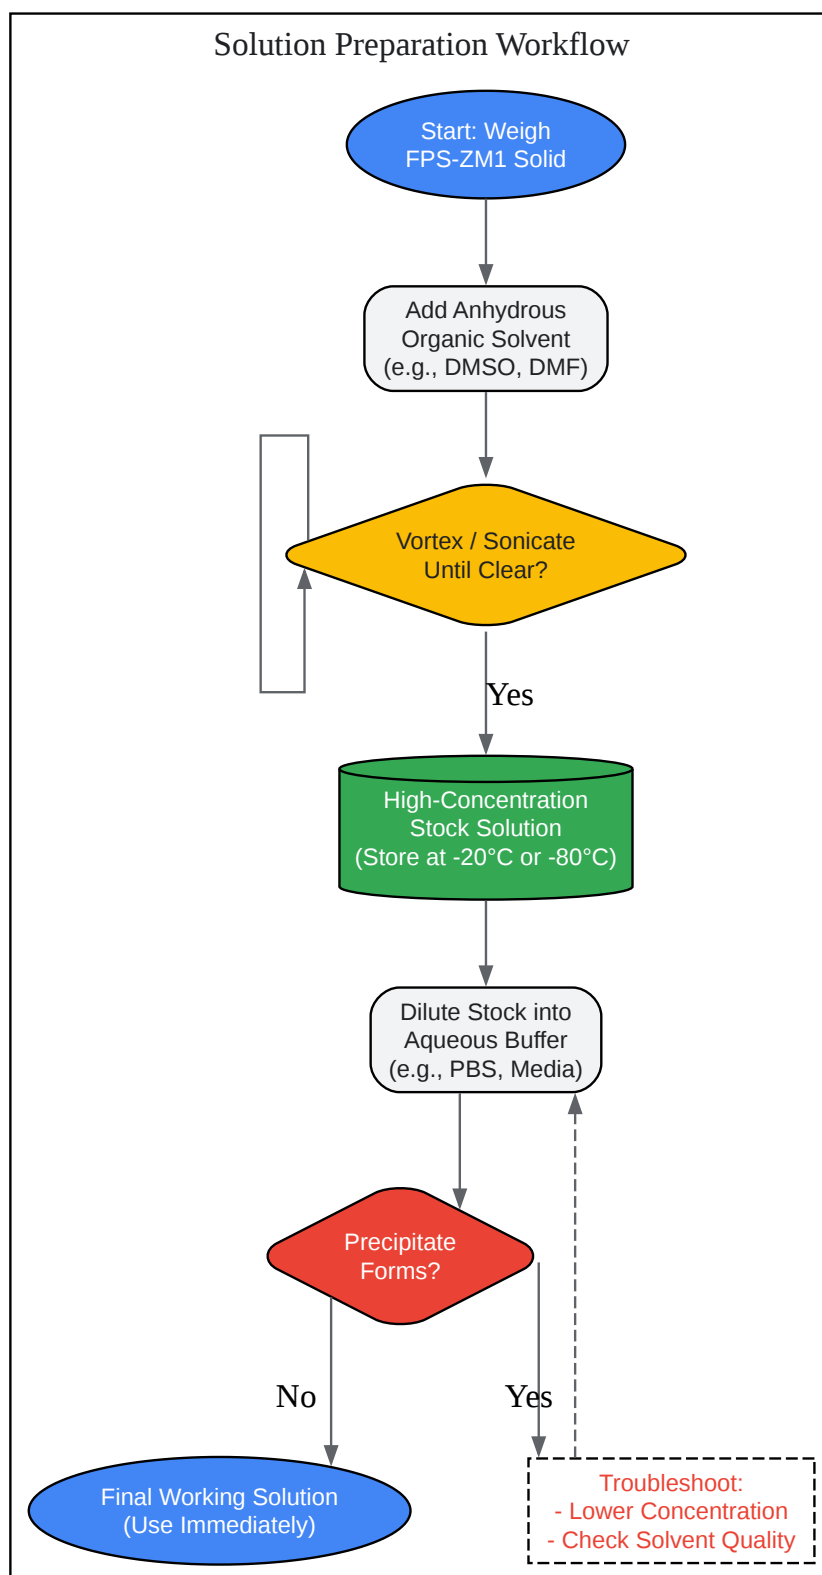 Solution Preparation Workflow
Start: Weigh
FPS-ZM1 Solid
Add Anhydrous
Organic Solvent
(e.g., DMSO, DMF)
Vortex / Sonicate
Until Clear?
Yes
High-Concentration
Stock Solution
(Store at -20°C or -80°C)
Dilute Stock into
Aqueous Buffer
(e.g., PBS, Media)
Precipitate
Forms?
No
Yes
Final Working Solution
(Use Immediately)
Troubleshoot:
- Lower Concentration
- Check Solvent Quality